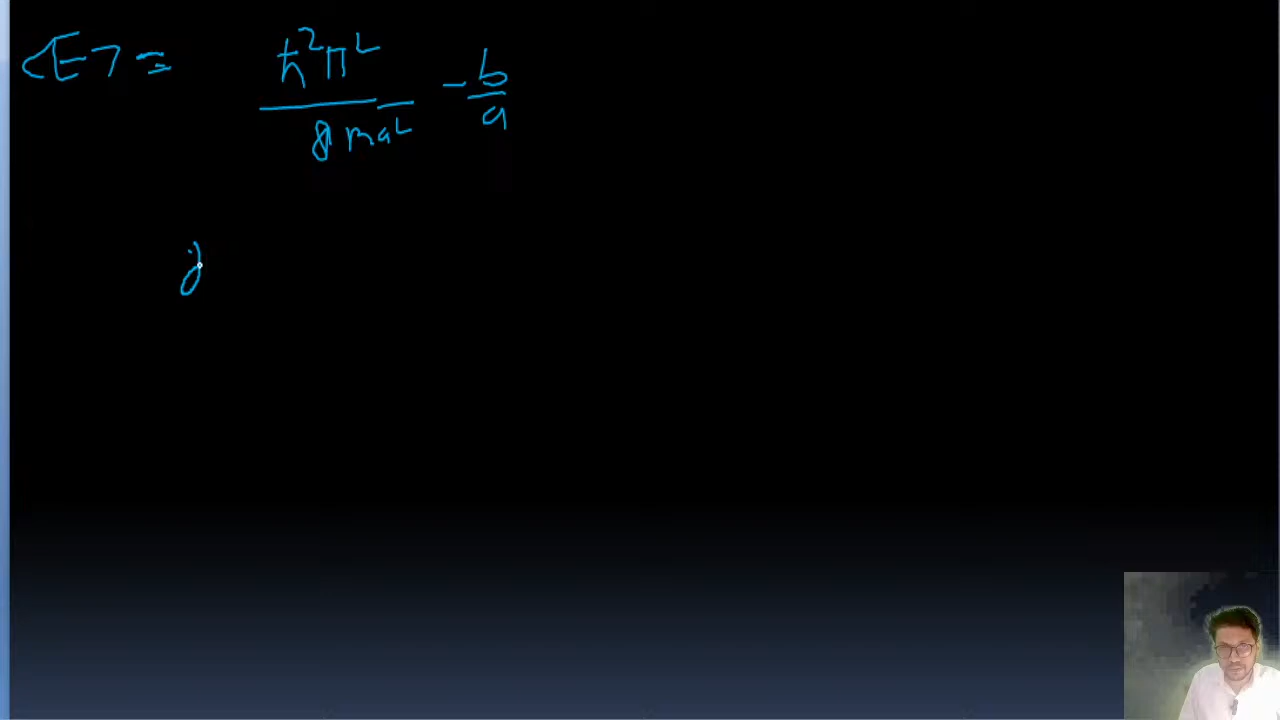 <E> = ħ²π² / 8ma² - b/a
∂